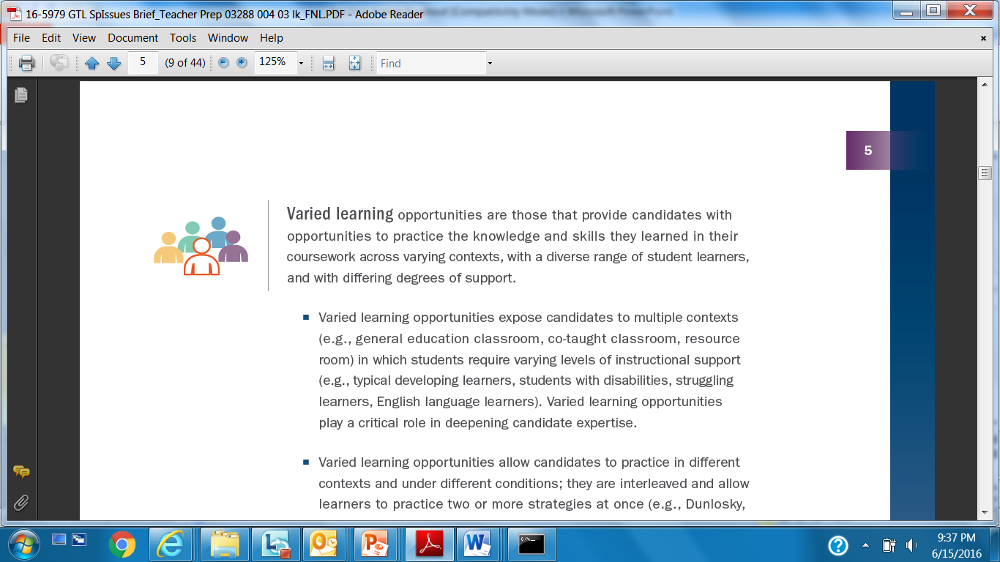 16-5979 GTL SpIssues Brief_Teacher Prep 03288 004 03 lk_FNL.PDF - Adobe Reader
File Edit View Document Tools Window Help
5 (9 of 44) 125% Find
5
Varied learning opportunities are those that provide candidates with
opportunities to practice the knowledge and skills they learned in their
coursework across varying contexts, with a diverse range of student learners,
and with differing degrees of support.
Varied learning opportunities expose candidates to multiple contexts
(e.g., general education classroom, co-taught classroom, resource
room) in which students require varying levels of instructional support
(e.g., typical developing learners, students with disabilities, struggling
learners, English language learners). Varied learning opportunities
play a critical role in deepening candidate expertise.
Varied learning opportunities allow candidates to practice in different
contexts and under different conditions; they are interleaved and allow
learners to practice two or more strategies at once (e.g., Dunlosky,
9:37 PM
6/15/2016